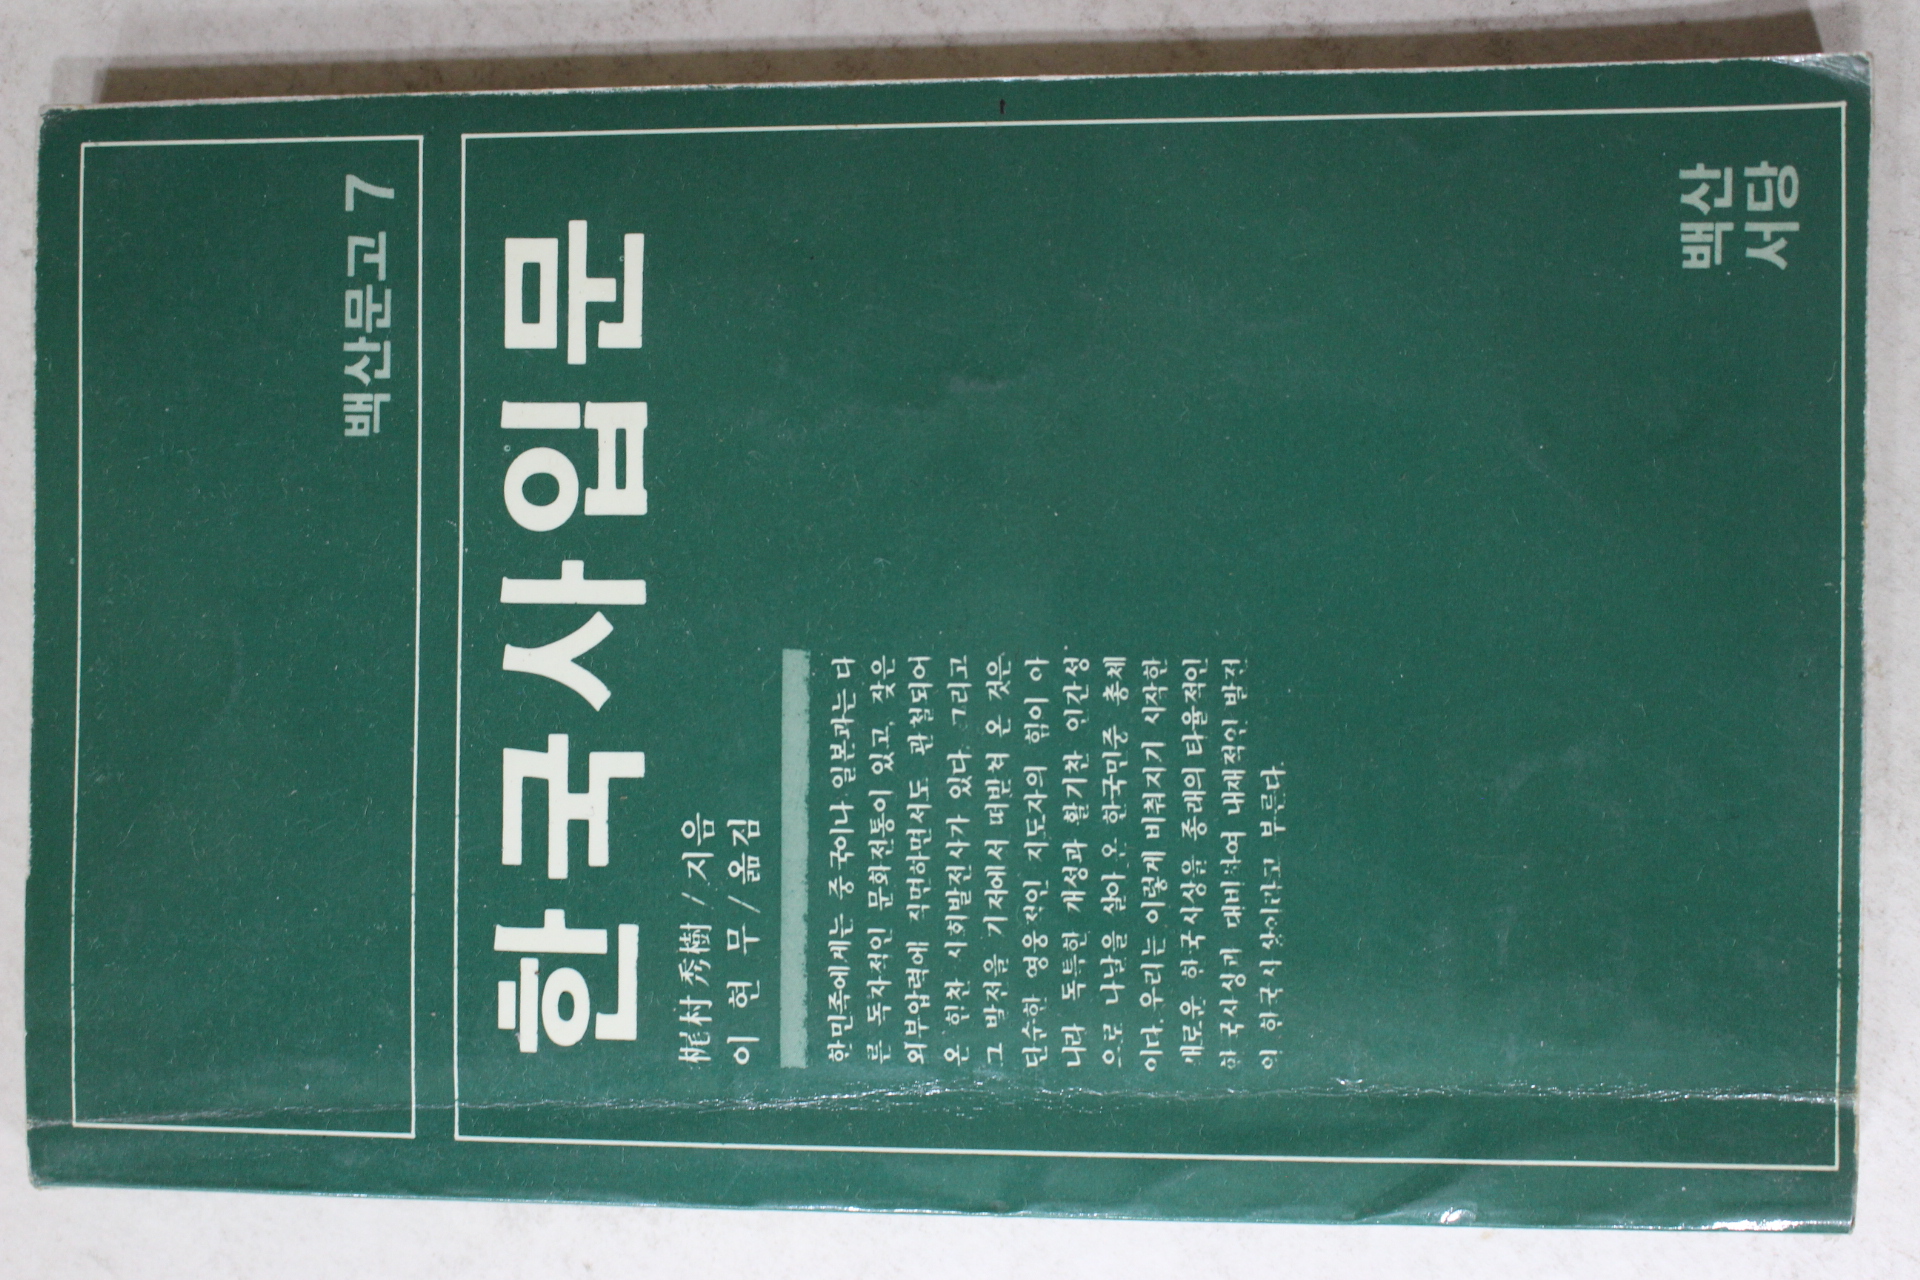 백산문고 7
한국사입문
梶村秀樹/지음
이 현 무/옮김
한민족에게는 중국이나 일본과는 다
른 독자적인 문화전통이 있고, 잦은
외부압력에 직면하면서도 관철되어
온 힘찬 사회발전사가 있다. 그리고
그 발전을 기저에서 떠받쳐 온 것은
단순한 영웅적인 지도자의 힘이 아
니라 독특한 개성과 활기찬 인간성
으로 나날을 살아 온 한국민중 총체
이다. 우리는 이렇게 비춰지기 시작한
새로운 한국사상을 종래의 타율적인
한국사상과 대비하여 내재적인 발전
의 한국사상이라고 부른다.
백산
서당